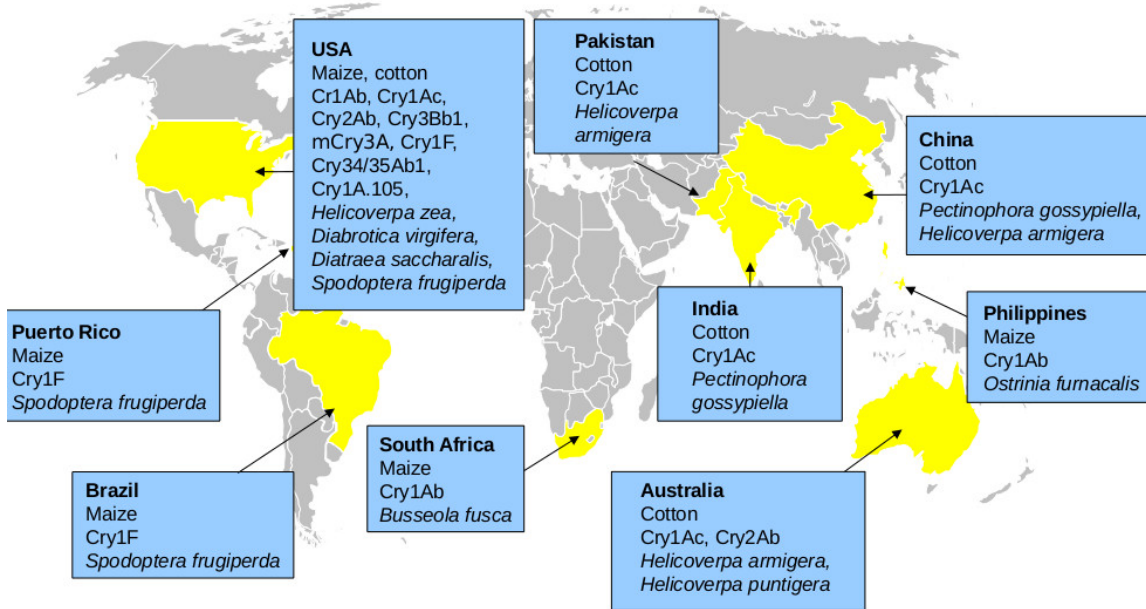 USA
Maize, cotton
Cr1Ab, Cry1Ac,
Cry2Ab, Cry3Bb1,
mCry3A, Cry1F,
Cry34/35Ab1,
Cry1A.105,
Helicoverpa zea,
Diabrotica virgifera,
Diatraea saccharalis,
Spodoptera frugiperda
Pakistan
Cotton
Cry1Ac
Helicoverpa
armigera
China
Cotton
Cry1Ac
Pectinophora gossypiella,
Helicoverpa armigera
Puerto Rico
Maize
Cry1F
Spodoptera frugiperda
India
Cotton
Cry1Ac
Pectinophora
gossypiella
Philippines
Maize
Cry1Ab
Ostrinia furnacalis
Brazil
Maize
Cry1F
Spodoptera frugiperda
South Africa
Maize
Cry1Ab
Busseola fusca
Australia
Cotton
Cry1Ac, Cry2Ab
Helicoverpa armigera,
Helicoverpa puntigera